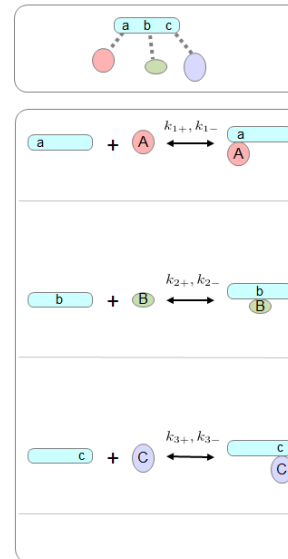 a b c
k₁₊, k₁₋
a
a + A
A
k₂₊, k₂₋
b
b + B
B
k₃₊, k₃₋
c
c + C
C